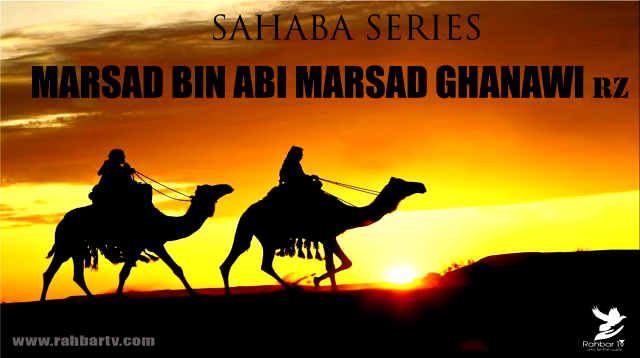 SAHABA SERIES
MARSAD BIN ABI MARSAD GHANAWI RZ
www.rahbartv.com
Rahbar TV